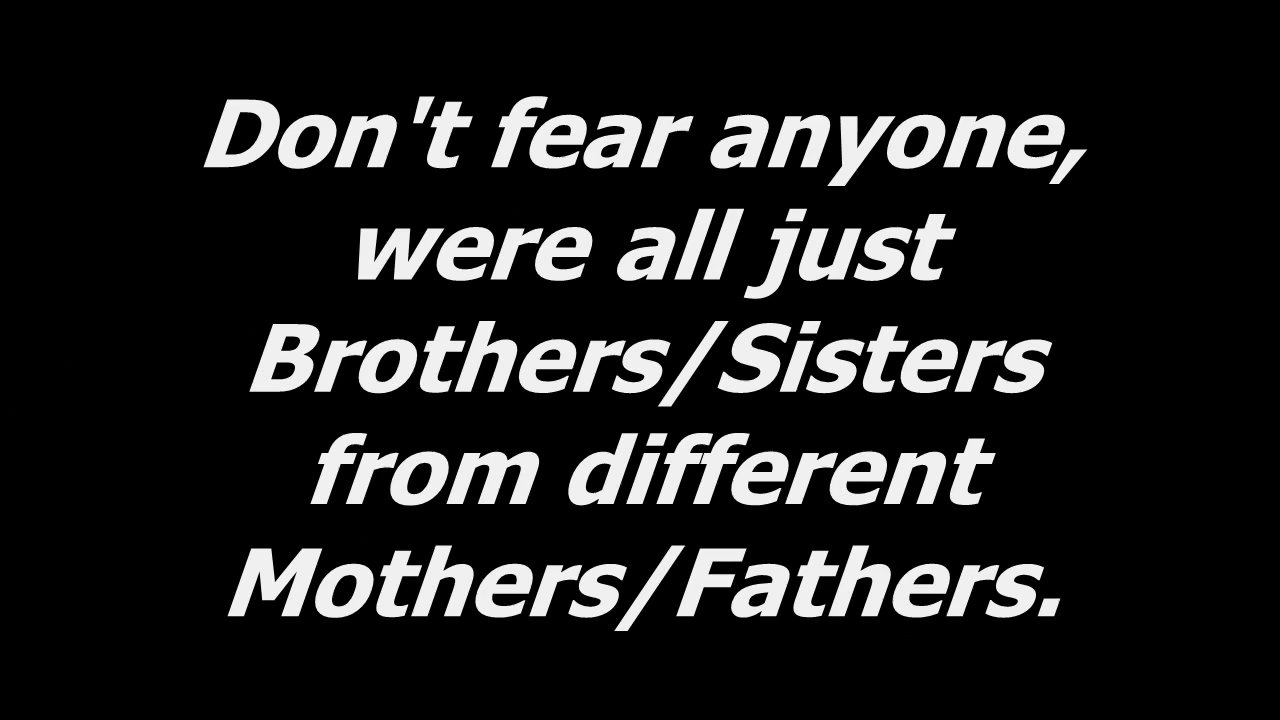 Don't fear anyone,
were all just
Brothers/Sisters
from different
Mothers/Fathers.